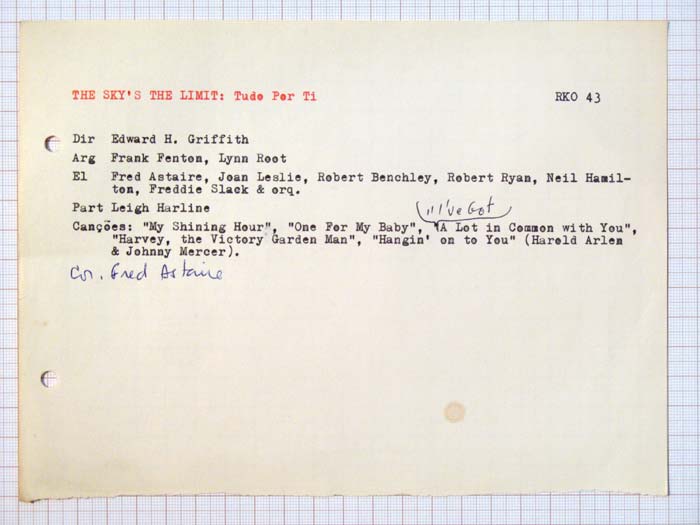 THE SKY'S THE LIMIT: Tudo Por Ti RKO 43
Dir Edward H. Griffith
Arg Frank Fenton, Lynn Root
El Fred Astaire, Joan Leslie, Robert Benchley, Robert Ryan, Neil Hamil-
ton, Freddie Slack & orq.
"I've Got
Part Leigh Harline
Canções: "My Shining Hour", "One For My Baby", "A Lot in Common with You",
"Harvey, the Victory Garden Man", "Hangin' on to You" (Harold Arlen
& Johnny Mercer).
Cor. Fred Astaire